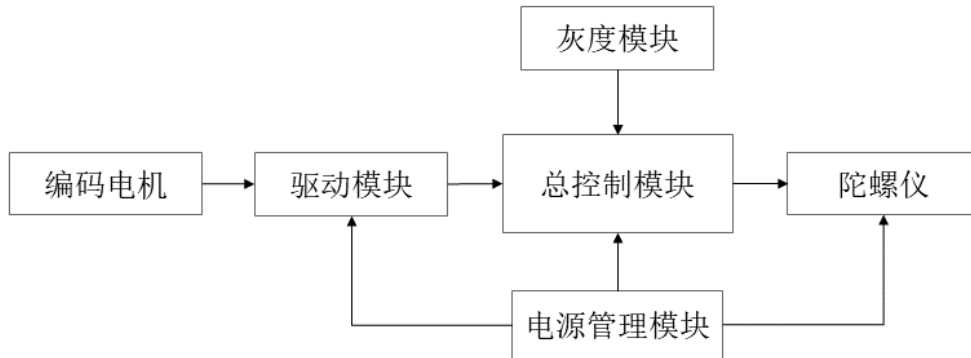 灰度模块
编码电机
驱动模块
总控制模块
陀螺仪
电源管理模块